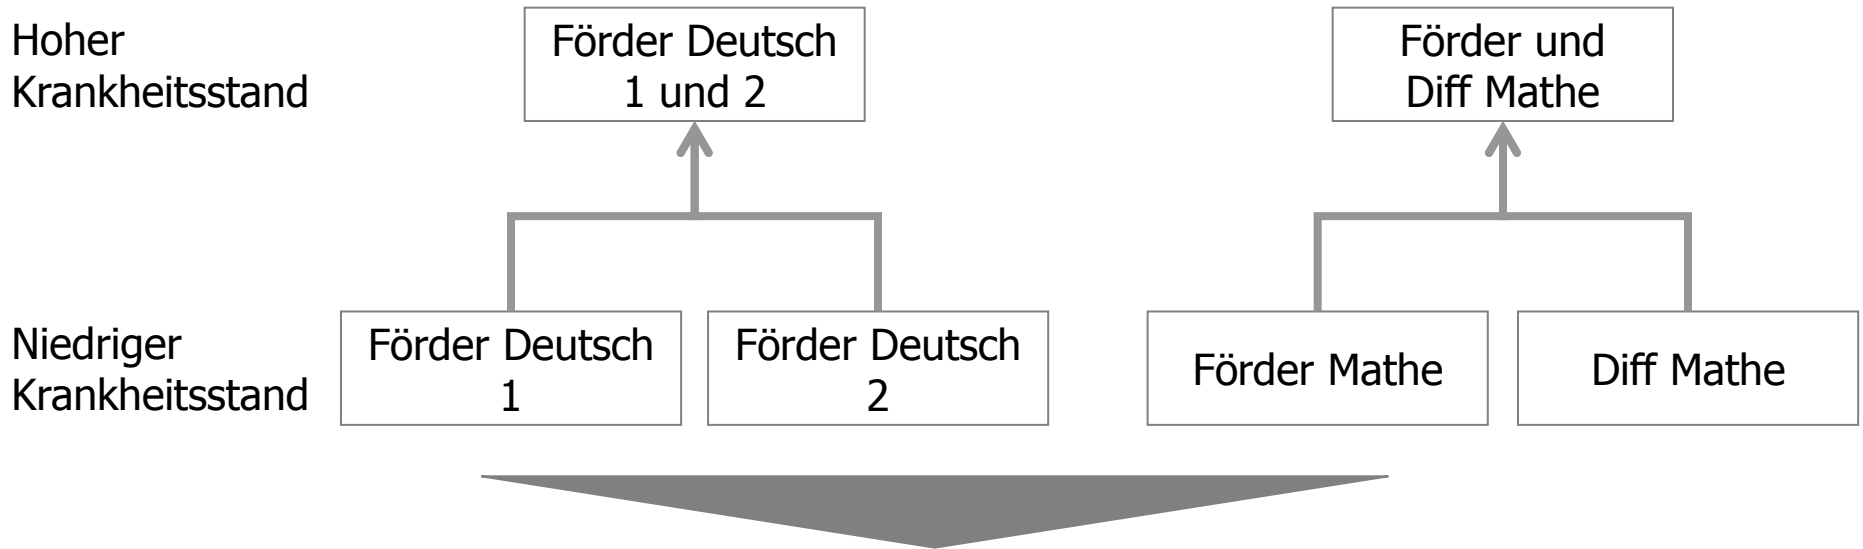 Hoher
Krankheitsstand
Förder Deutsch
1 und 2
Förder und
Diff Mathe
Niedriger
Krankheitsstand
Förder Deutsch
1
Förder Deutsch
2
Förder Mathe
Diff Mathe